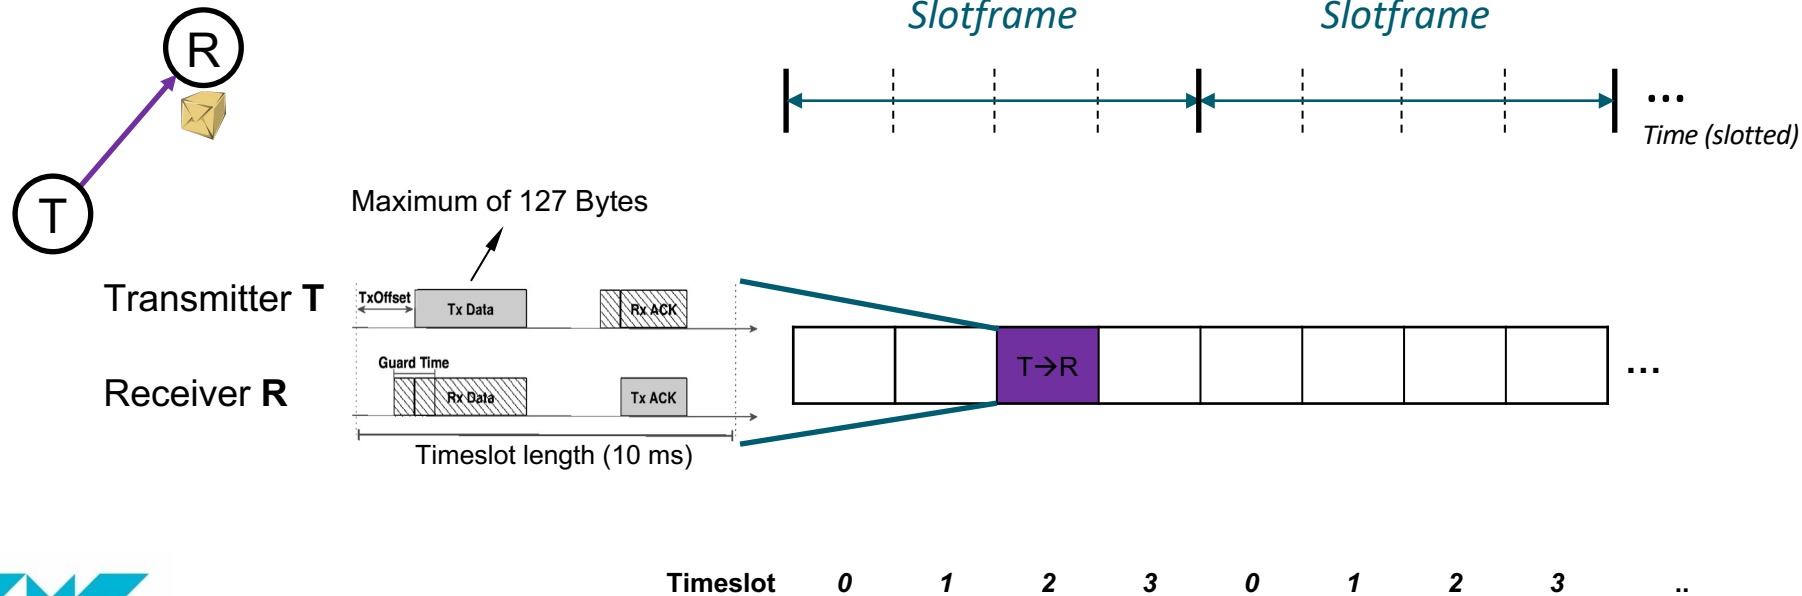 Slotframe Slotframe
R
...
Time (slotted)
T
Maximum of 127 Bytes
Transmitter T
TxOffset
Tx Data
Rx ACK
T→R
...
Guard Time
Receiver R
Rx Data
Tx ACK
Timeslot length (10 ms)
Timeslot 0 1 2 3 0 1 2 3 ..